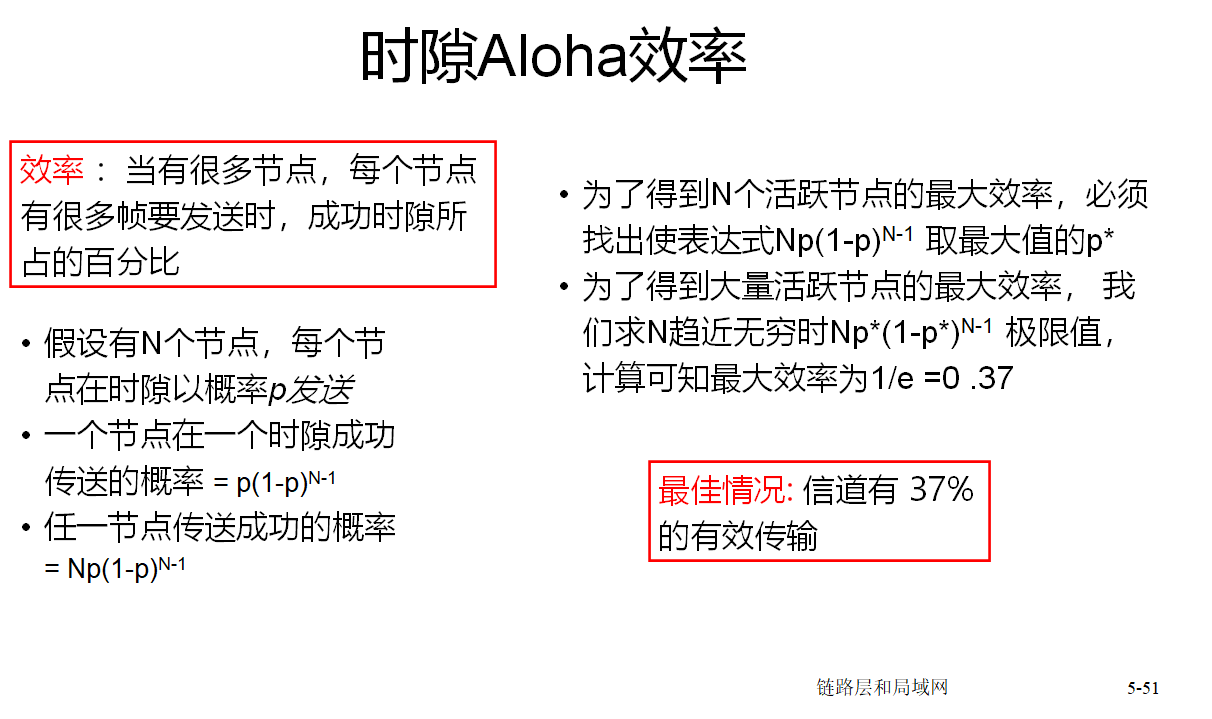 时隙Aloha效率
效率： 当有很多节点，每个节点
有很多帧要发送时，成功时隙所
占的百分比
• 假设有N个节点，每个节
点在时隙以概率p发送
• 一个节点在一个时隙成功
传送的概率 = p(1-p)ᴺ⁻¹
• 任一节点传送成功的概率
= Np(1-p)ᴺ⁻¹
• 为了得到N个活跃节点的最大效率，必须
找出使表达式Np(1-p)ᴺ⁻¹ 取最大值的p*
• 为了得到大量活跃节点的最大效率， 我
们求N趋近无穷时Np*(1-p*)ᴺ⁻¹ 极限值，
计算可知最大效率为1/e =0 .37
最佳情况: 信道有 37%
的有效传输
链路层和局域网
5-51